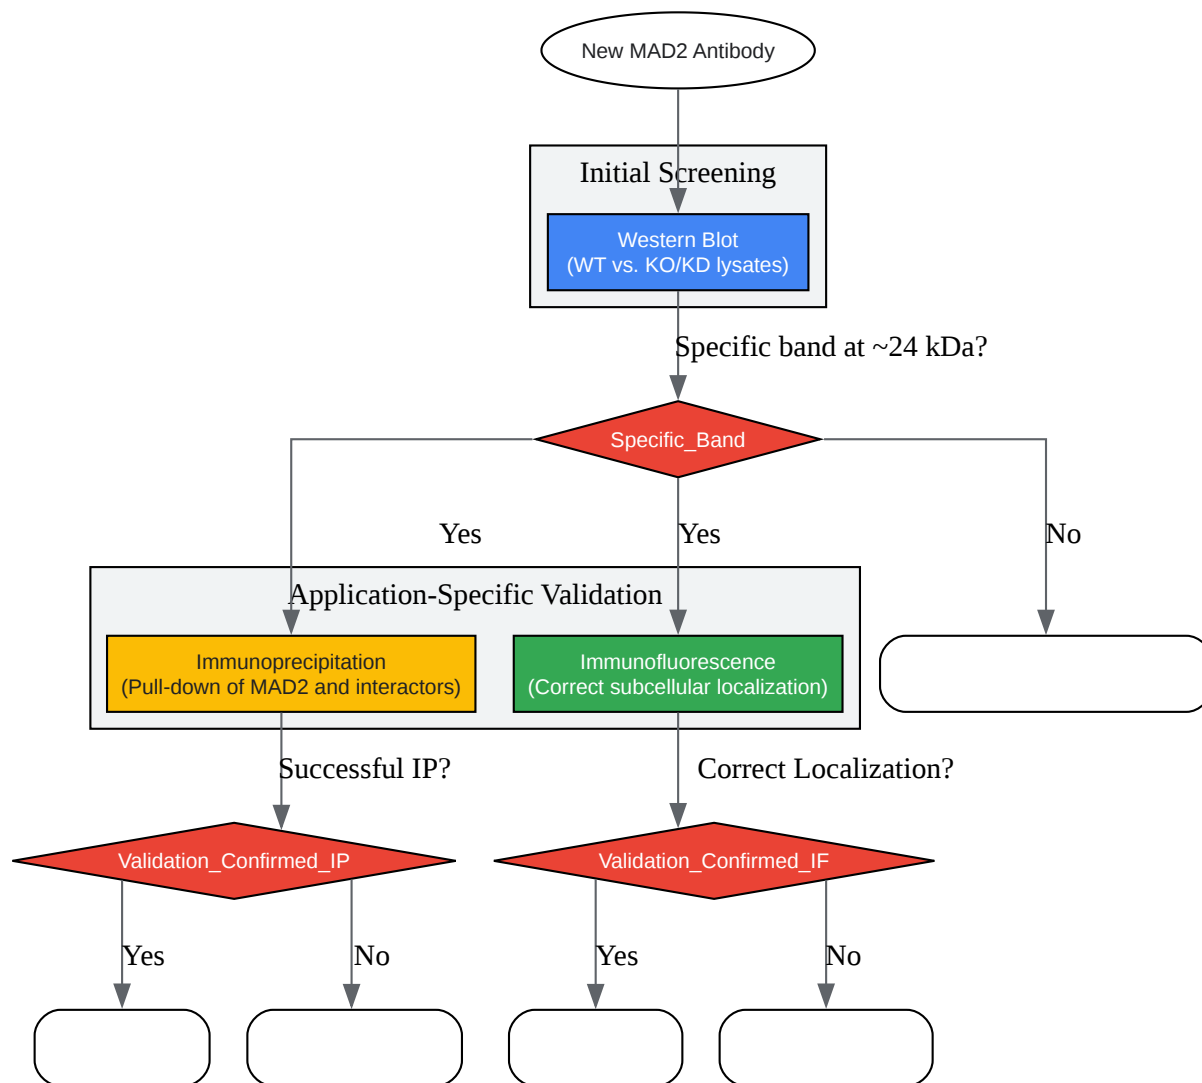 New MAD2 Antibody
Initial Screening
Western Blot
(WT vs. KO/KD lysates)
Specific band at ~24 kDa?
Specific_Band
Yes
Yes
No
Application-Specific Validation
Immunoprecipitation
(Pull-down of MAD2 and interactors)
Immunofluorescence
(Correct subcellular localization)
Successful IP?
Correct Localization?
Validation_Confirmed_IP
Validation_Confirmed_IF
Yes
No
Yes
No